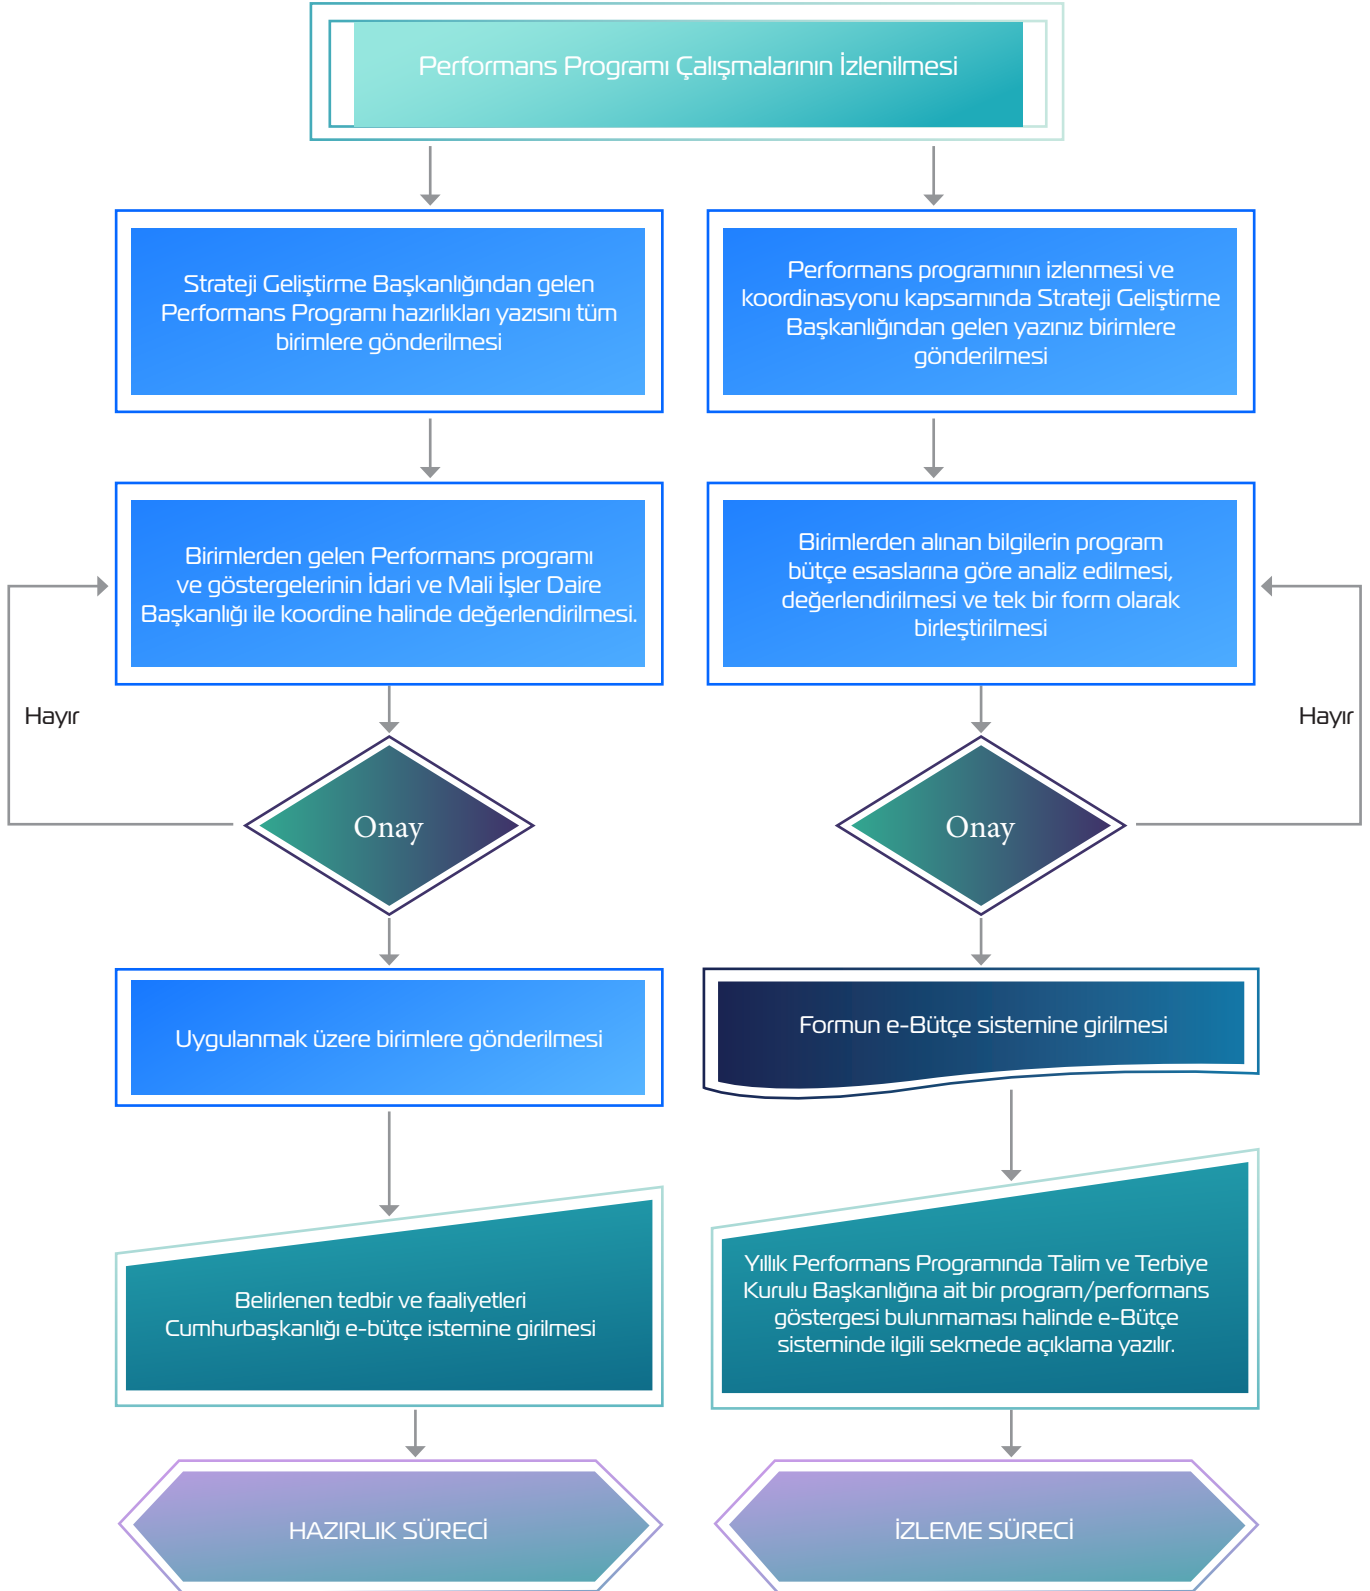 Performans Programı Çalışmalarının İzlenilmesi
Strateji Geliştirme Başkanlığından gelen
Performans Programı hazırlıkları yazısını tüm
birimlere gönderilmesi
Performans programının izlenmesi ve
koordinasyonu kapsamında Strateji Geliştirme
Başkanlığından gelen yazınız birimlere
gönderilmesi
Birimlerden gelen Performans programı
ve göstergelerinin İdari ve Mali İşler Daire
Başkanlığı ile koordine halinde değerlendirilmesi.
Birimlerden alınan bilgilerin program
bütçe esaslarına göre analiz edilmesi,
değerlendirilmesi ve tek bir form olarak
birleştirilmesi
Hayır
Hayır
Onay
Onay
Uygulanmak üzere birimlere gönderilmesi
Formun e-Bütçe sistemine girilmesi
Belirlenen tedbir ve faaliyetleri
Cumhurbaşkanlığı e-bütçe istemine girilmesi
Yıllık Performans Programında Talim ve Terbiye
Kurulu Başkanlığına ait bir program/performans
göstergesi bulunmaması halinde e-Bütçe
sisteminde ilgili sekmede açıklama yazılır.
HAZIRLIK SÜRECİ
İZLEME SÜRECİ